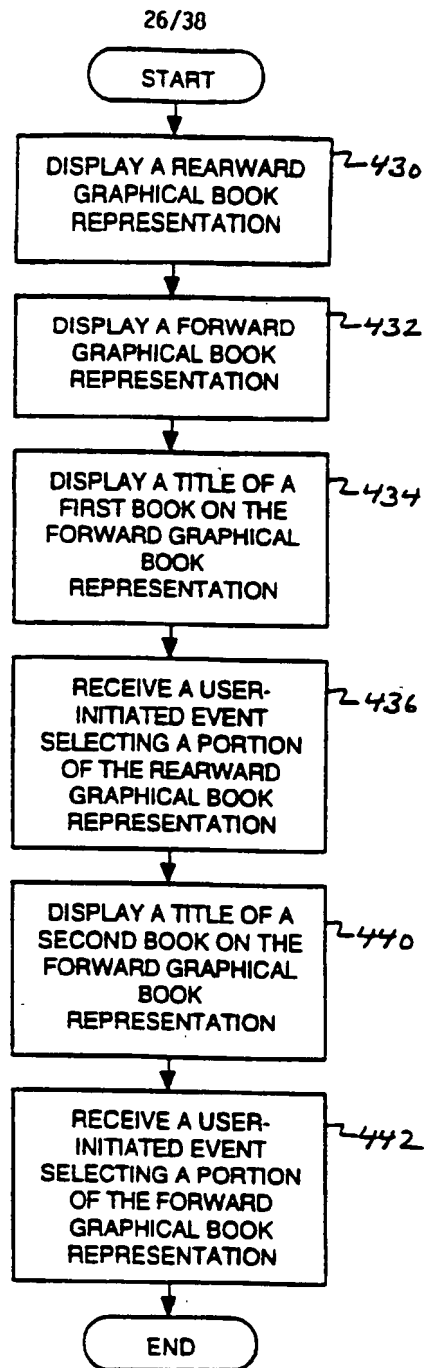 26/38
START
DISPLAY A REARWARD
GRAPHICAL BOOK
REPRESENTATION
430
DISPLAY A FORWARD
GRAPHICAL BOOK
REPRESENTATION
432
DISPLAY A TITLE OF A
FIRST BOOK ON THE
FORWARD GRAPHICAL
BOOK
REPRESENTATION
434
RECEIVE A USER-
INITIATED EVENT
SELECTING A PORTION
OF THE REARWARD
GRAPHICAL BOOK
REPRESENTATION
436
DISPLAY A TITLE OF A
SECOND BOOK ON THE
FORWARD GRAPHICAL
BOOK
REPRESENTATION
440
RECEIVE A USER-
INITIATED EVENT
SELECTING A PORTION
OF THE FORWARD
GRAPHICAL BOOK
REPRESENTATION
442
END